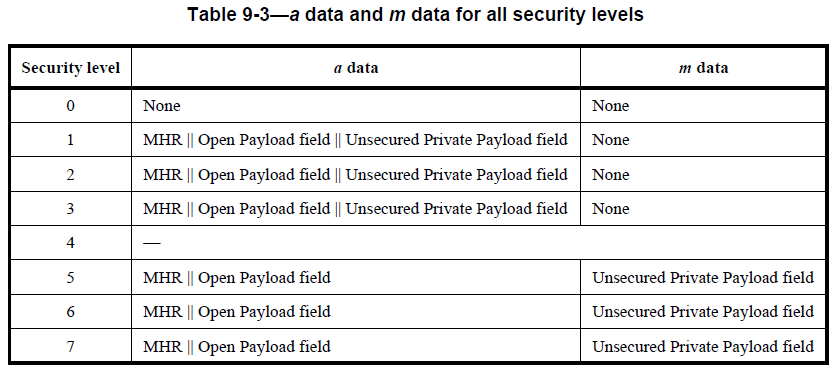 Table 9-3—a data and m data for all security levels
Security level a data m data
0 None None
1 MHR || Open Payload field || Unsecured Private Payload field None
2 MHR || Open Payload field || Unsecured Private Payload field None
3 MHR || Open Payload field || Unsecured Private Payload field None
4 —
5 MHR || Open Payload field Unsecured Private Payload field
6 MHR || Open Payload field Unsecured Private Payload field
7 MHR || Open Payload field Unsecured Private Payload field